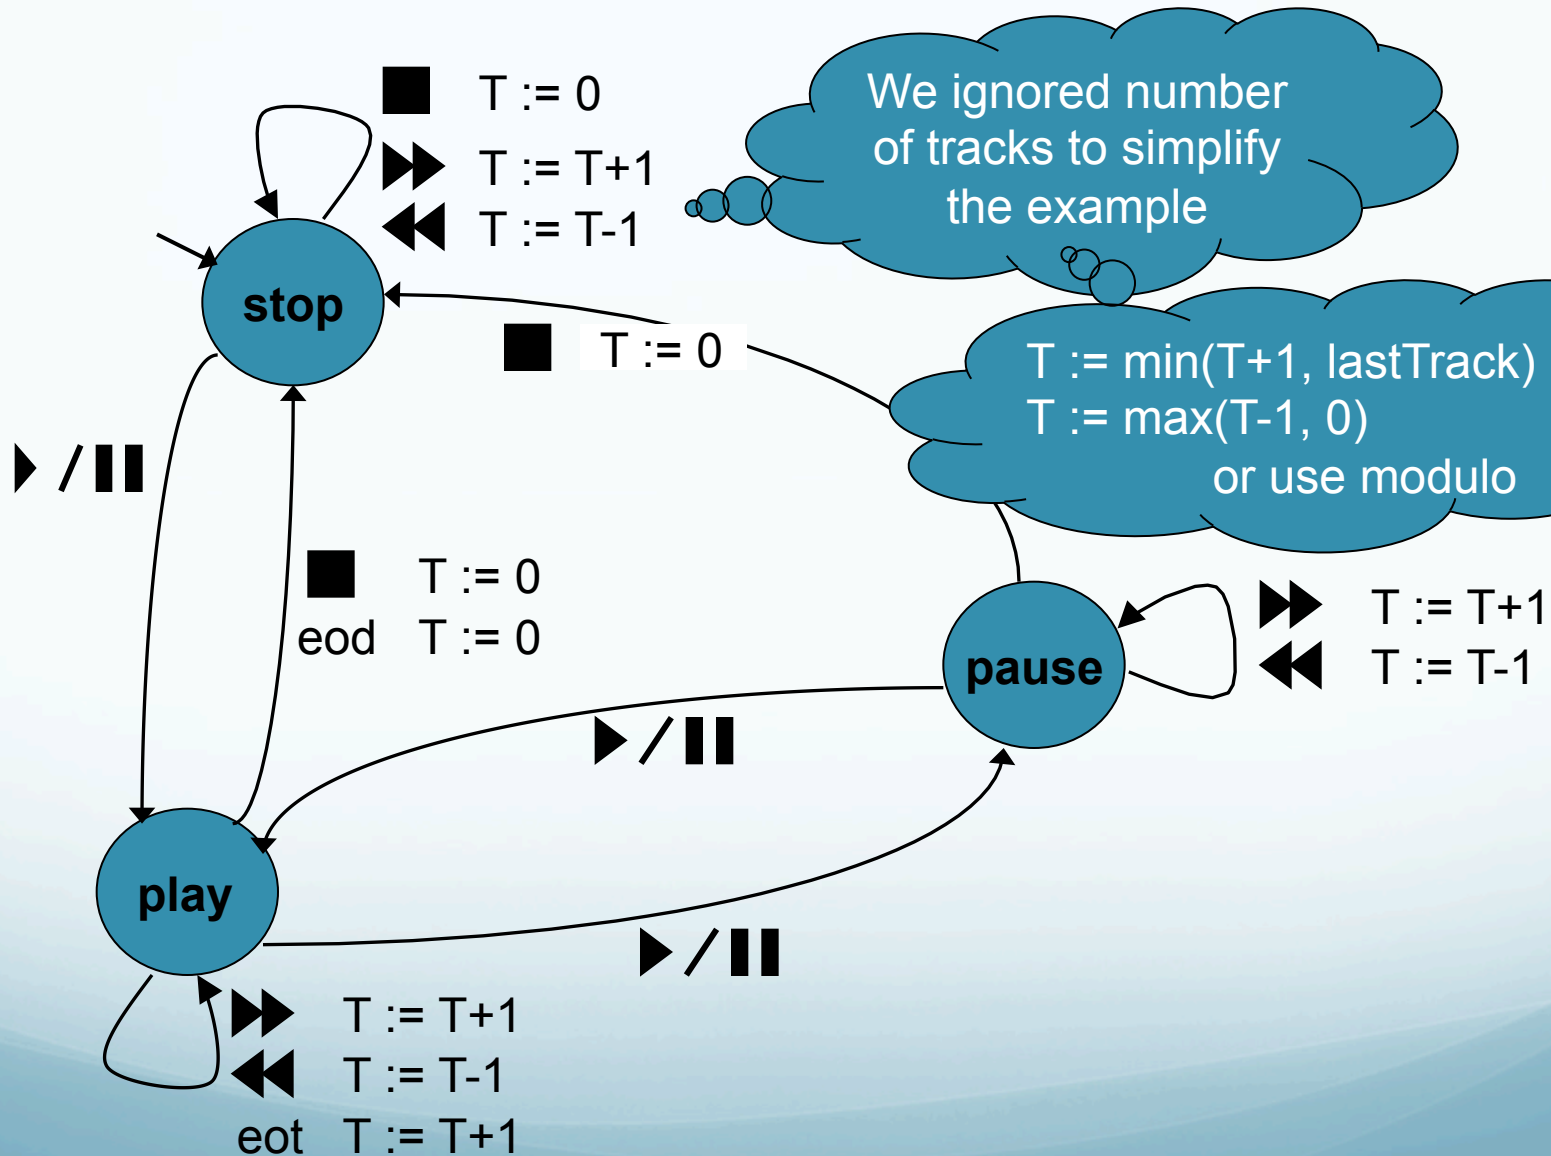 T := 0
T := T+1
T := T-1
We ignored number
of tracks to simplify
the example
stop
T := 0
T := min(T+1, lastTrack)
T := max(T-1, 0)
or use modulo
/
T := 0
eod T := 0
pause
T := T+1
T := T-1
/
play
/
T := T+1
T := T-1
eot T := T+1